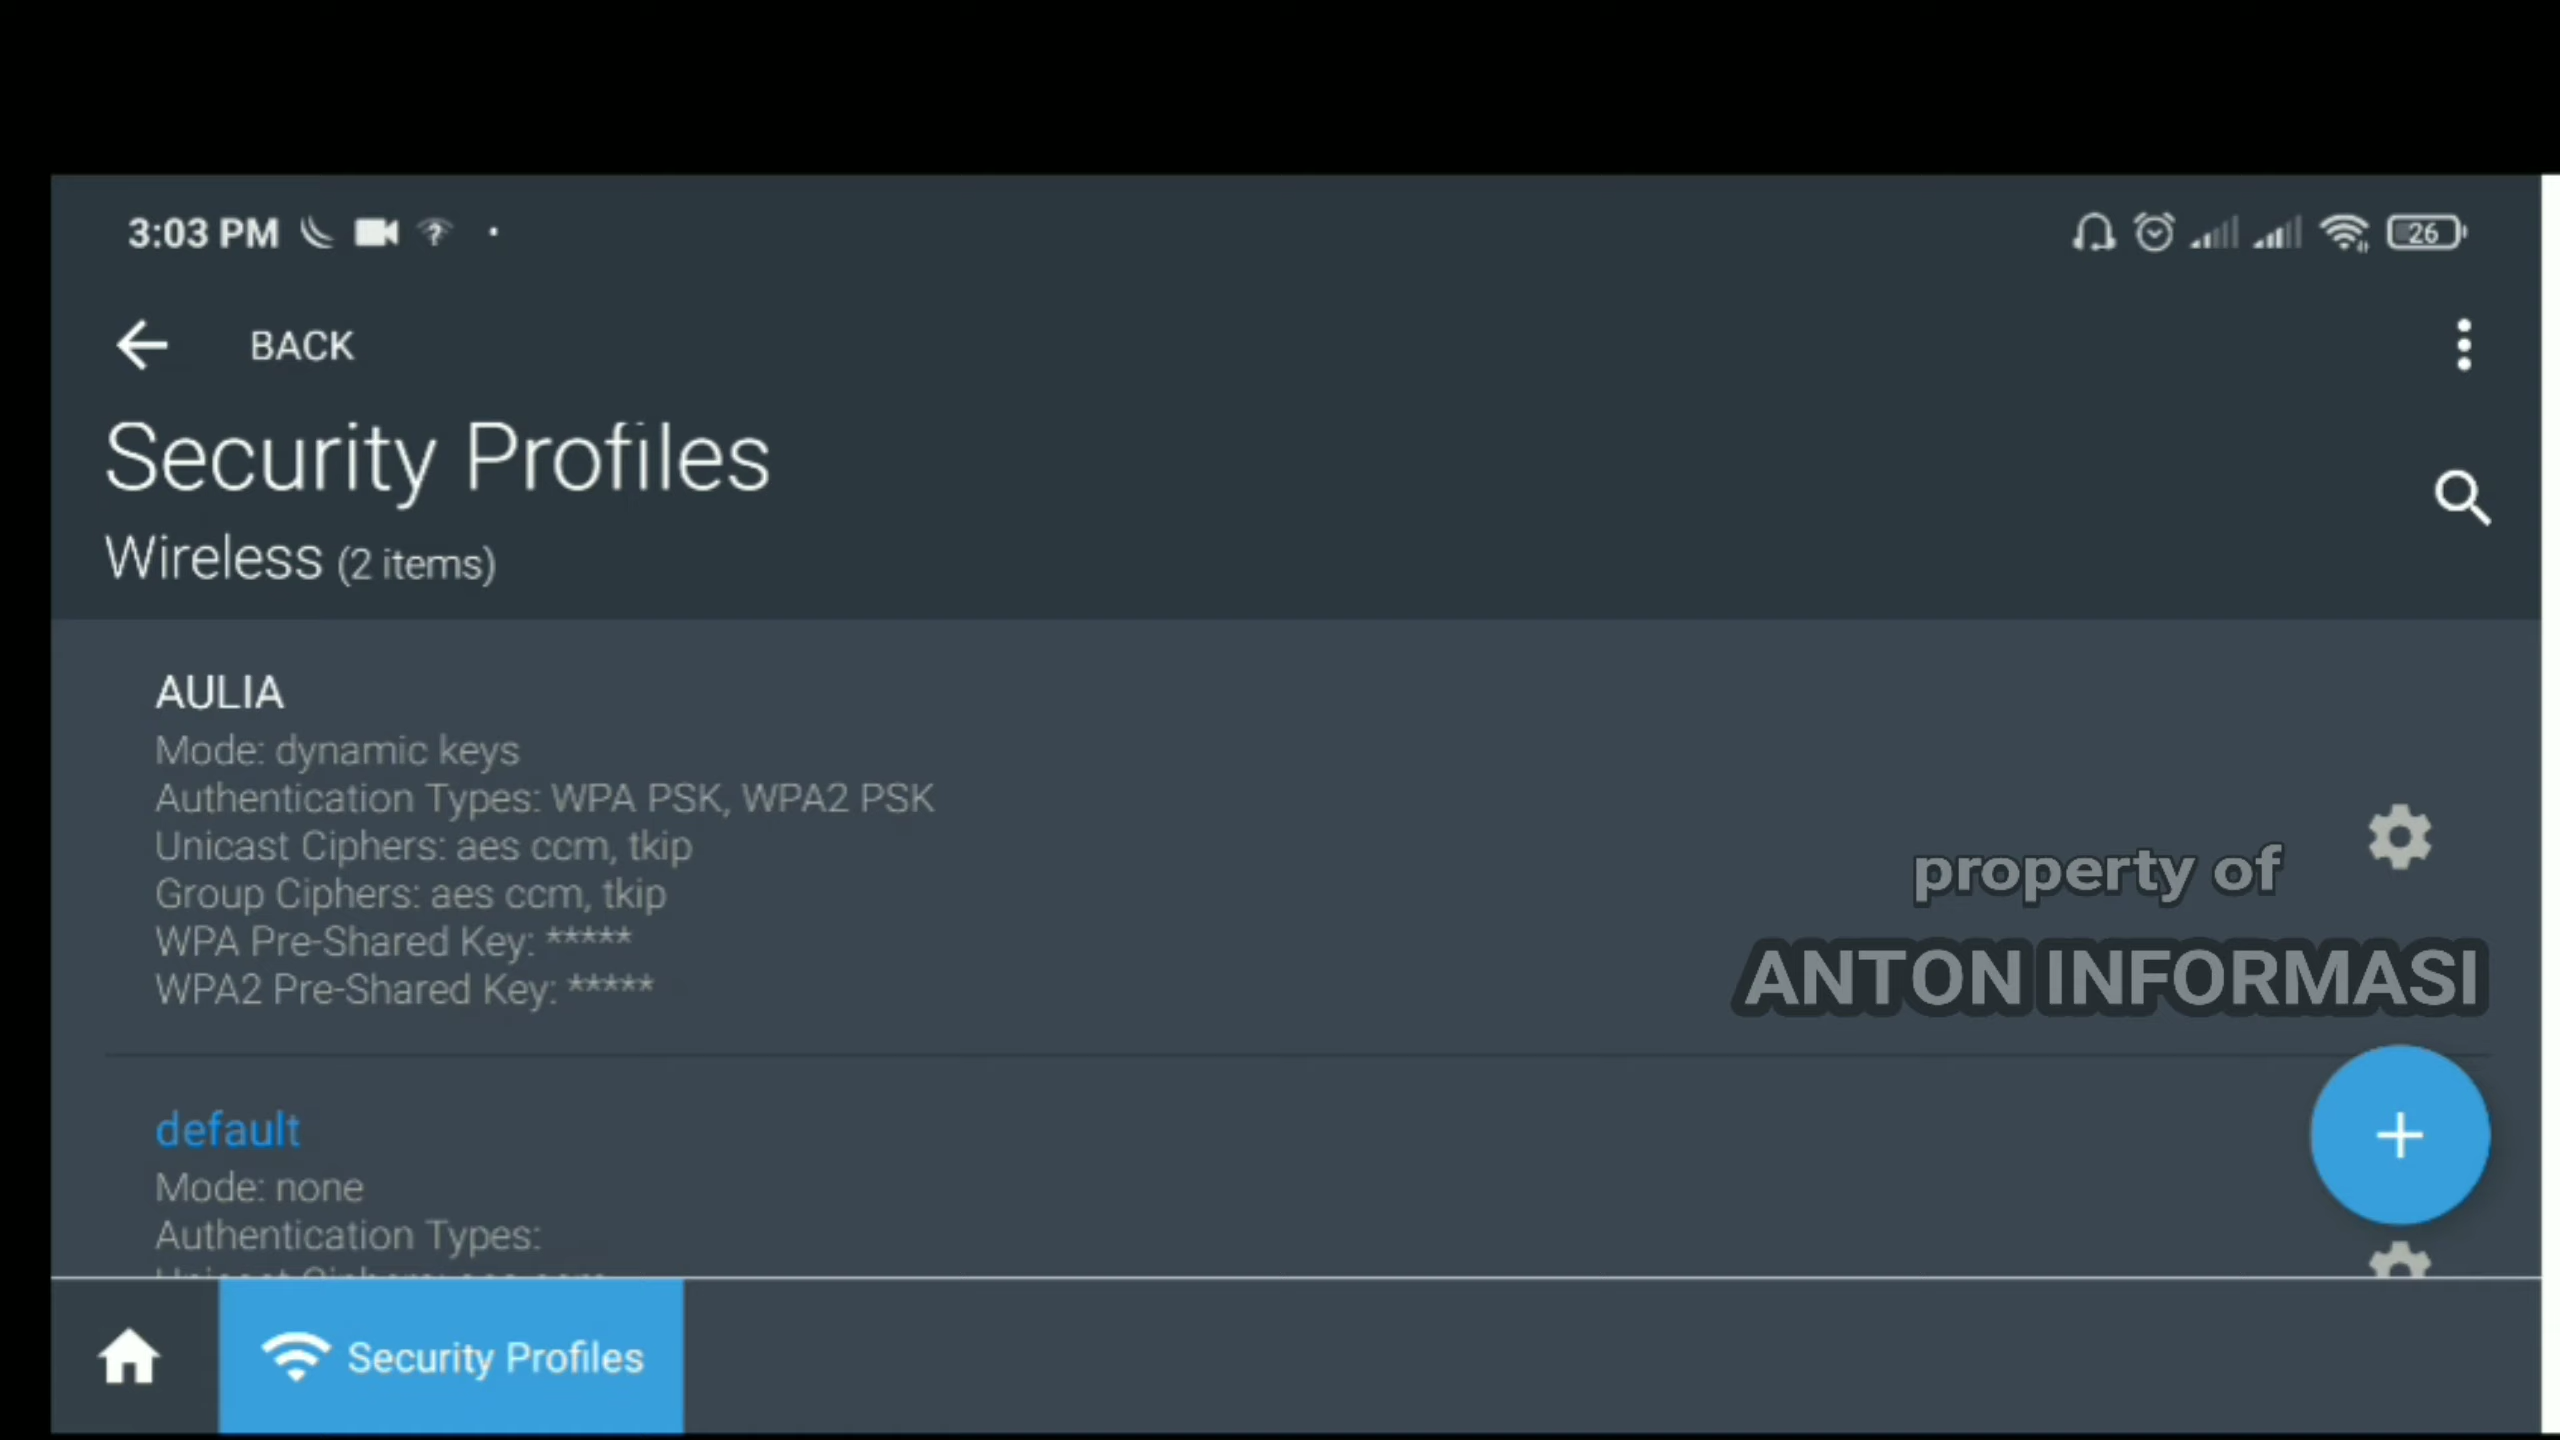 3:03 PM
26
BACK
Security Profiles
Wireless (2 items)
AULIA
Mode: dynamic keys
Authentication Types: WPA PSK, WPA2 PSK
Unicast Ciphers: aes ccm, tkip
Group Ciphers: aes ccm, tkip
WPA Pre-Shared Key: *****
WPA2 Pre-Shared Key: *****
property of
ANTON INFORMASI
default
Mode: none
Authentication Types:
Security Profiles